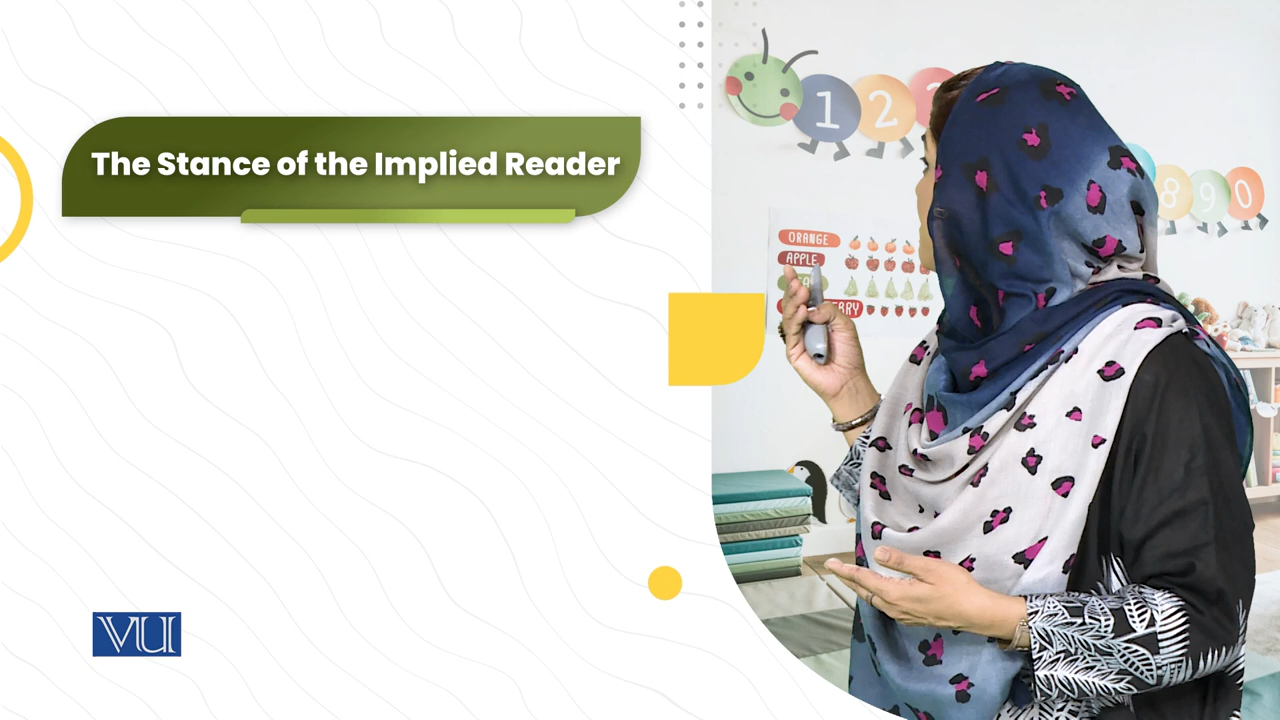 The Stance of the Implied Reader
1 2
8 9 0
ORANGE
APPLE
VU